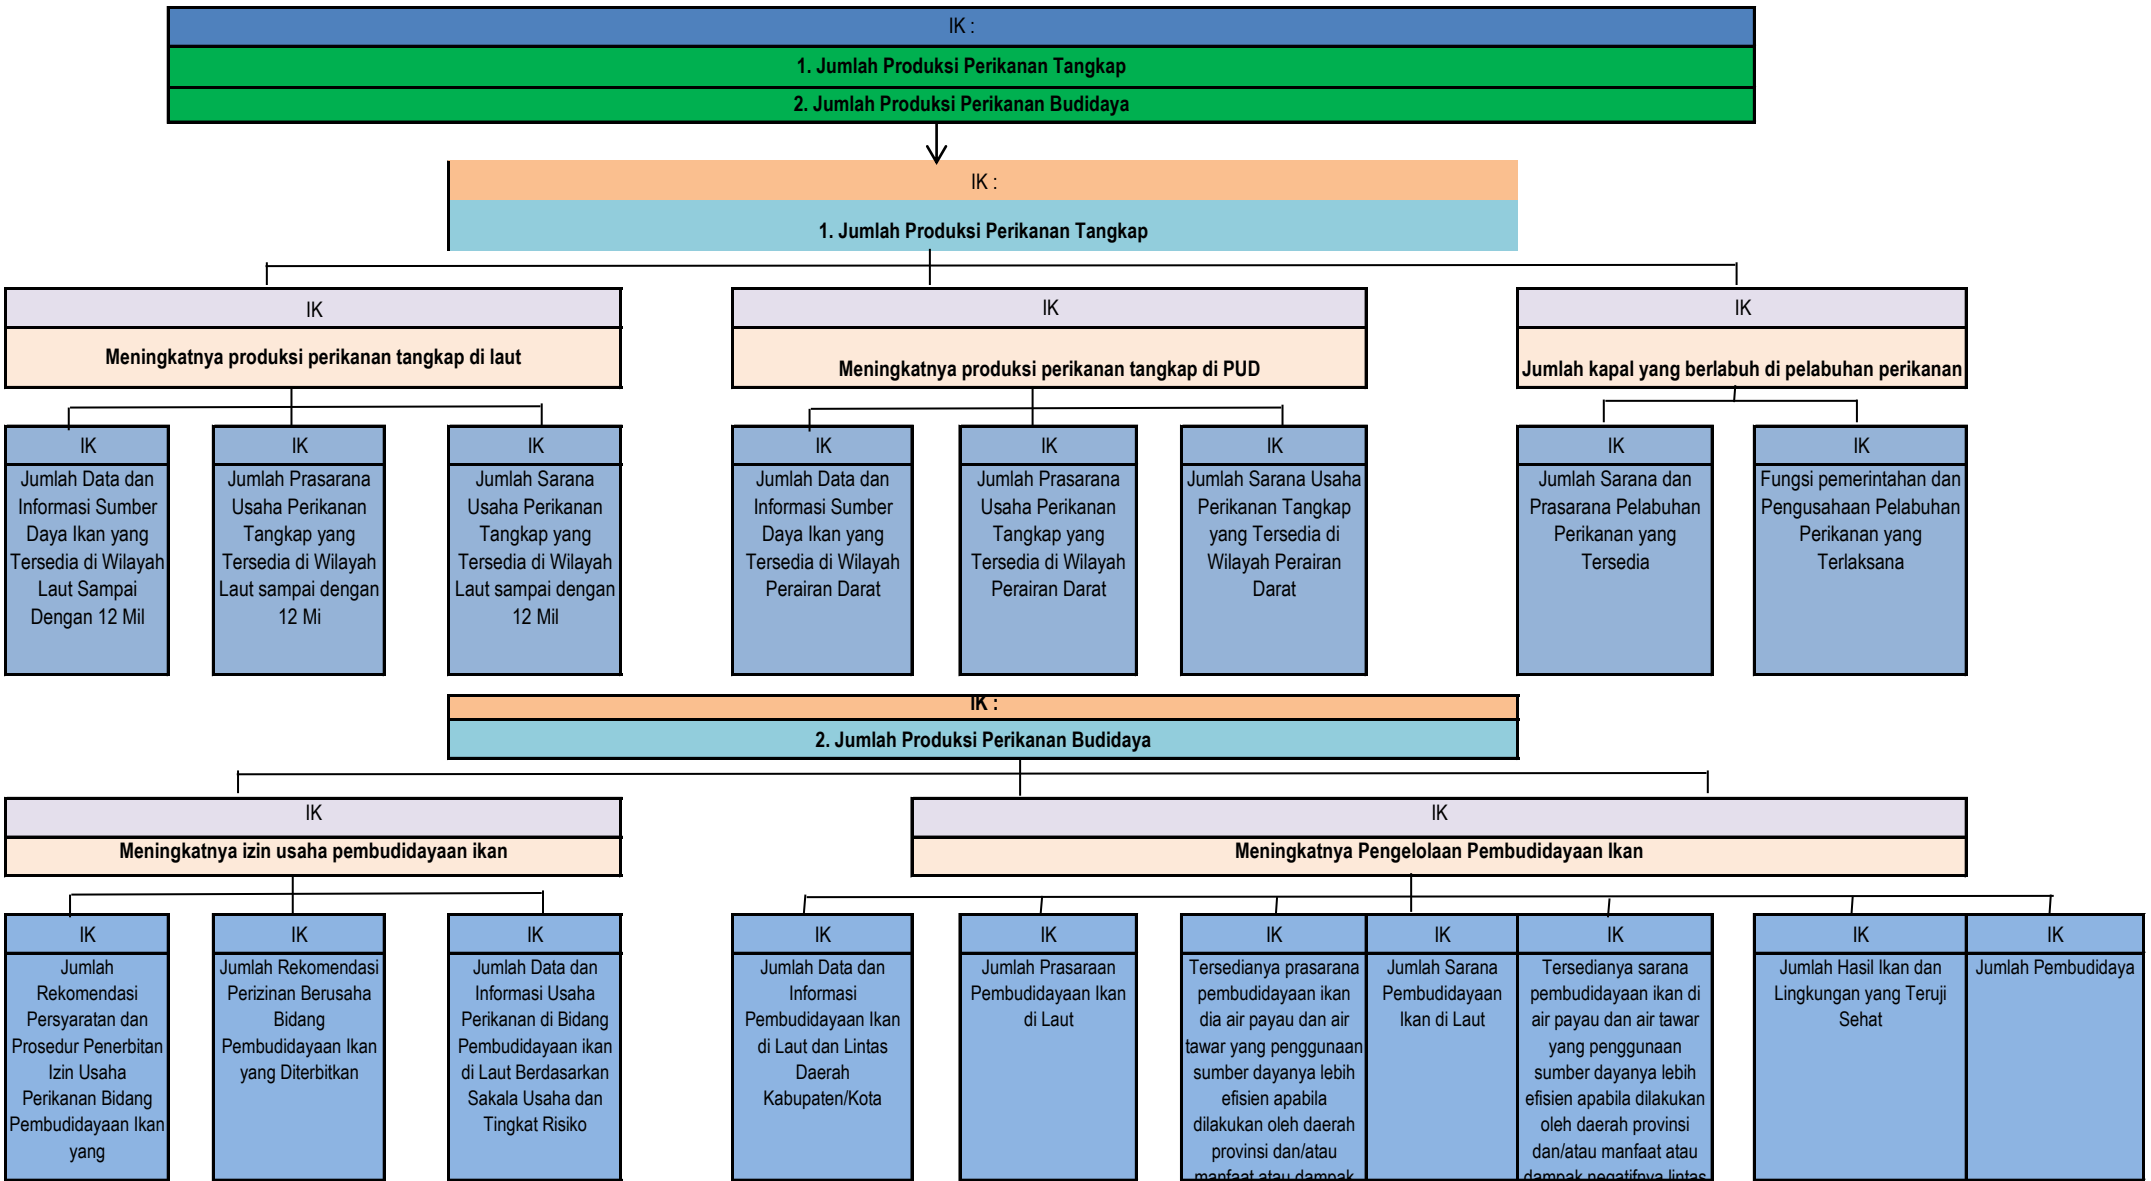 IK :
1. Jumlah Produksi Perikanan Tangkap
2. Jumlah Produksi Perikanan Budidaya
IK :
1. Jumlah Produksi Perikanan Tangkap
IK
Meningkatnya produksi perikanan tangkap di laut
IK
Meningkatnya produksi perikanan tangkap di PUD
IK
Jumlah kapal yang berlabuh di pelabuhan perikanan
IK
Jumlah Data dan
Informasi Sumber
Daya Ikan yang
Tersedia di Wilayah
Laut Sampai
Dengan 12 Mil
IK
Jumlah Prasarana
Usaha Perikanan
Tangkap yang
Tersedia di Wilayah
Laut sampai dengan
12 Mi
IK
Jumlah Sarana
Usaha Perikanan
Tangkap yang
Tersedia di Wilayah
Laut sampai dengan
12 Mil
IK
Jumlah Data dan
Informasi Sumber
Daya Ikan yang
Tersedia di Wilayah
Perairan Darat
IK
Jumlah Prasarana
Usaha Perikanan
Tangkap yang
Tersedia di Wilayah
Perairan Darat
IK
Jumlah Sarana Usaha
Perikanan Tangkap
yang Tersedia di
Wilayah Perairan
Darat
IK
Jumlah Sarana dan
Prasarana Pelabuhan
Perikanan yang
Tersedia
IK
Fungsi pemerintahan dan
Pengusahaan Pelabuhan
Perikanan yang
Terlaksana
IK :
2. Jumlah Produksi Perikanan Budidaya
IK
Meningkatnya izin usaha pembudidayaan ikan
IK
Meningkatnya Pengelolaan Pembudidayaan Ikan
IK
Jumlah
Rekomendasi
Persyaratan dan
Prosedur Penerbitan
Izin Usaha
Perikanan Bidang
Pembudidayaan Ikan
yang
IK
Jumlah Rekomendasi
Perizinan Berusaha
Bidang
Pembudidayaan Ikan
yang Diterbitkan
IK
Jumlah Data dan
Informasi Usaha
Perikanan di Bidang
Pembudidayaan ikan
di Laut Berdasarkan
Sakala Usaha dan
Tingkat Risiko
IK
Jumlah Data dan
Informasi
Pembudidayaan Ikan
di Laut dan Lintas
Daerah
Kabupaten/Kota
IK
Jumlah Prasaraan
Pembudidayaan Ikan
di Laut
IK
Tersedianya prasarana
pembudidayaan ikan
dia air payau dan air
tawar yang penggunaan
sumber dayanya lebih
efisien apabila
dilakukan oleh daerah
provinsi dan/atau
manfaat atau dampak
IK
Jumlah Sarana
Pembudidayaan
Ikan di Laut
IK
Tersedianya sarana
pembudidayaan ikan di
air payau dan air tawar
yang penggunaan
sumber dayanya lebih
efisien apabila dilakukan
oleh daerah provinsi
dan/atau manfaat atau
dampak negatifnya lintas
IK
Jumlah Hasil Ikan dan
Lingkungan yang Teruji
Sehat
IK
Jumlah Pembudidaya